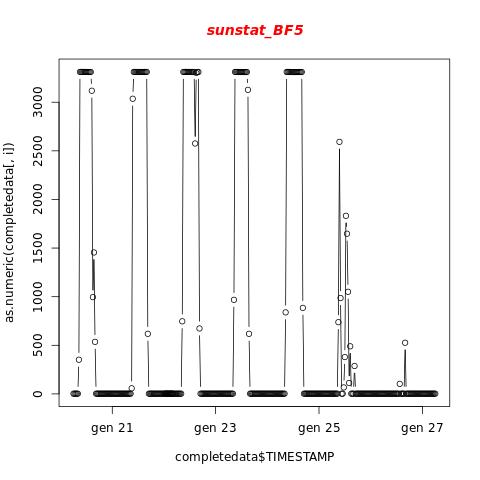 sunstat_BF5
as.numeric(completedata[, i])
3000
2500
2000
1500
1000
500
0
gen 21
gen 23
gen 25
gen 27
completedata$TIMESTAMP